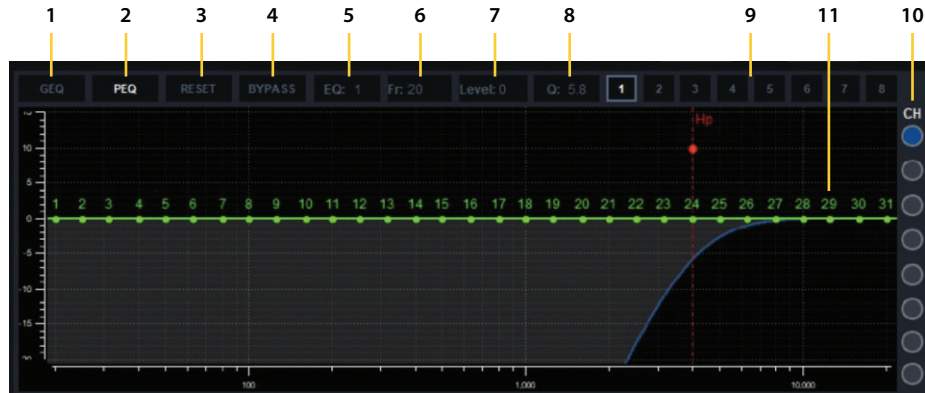 1 2 3 4 5 6 7 8 9 11 10
GEQ PEQ RESET BYPASS EQ: 1 Fr: 20 Level: 0 Q: 5.8 1 2 3 4 5 6 7 8
CH
Hp
10
5
1 2 3 4 5 6 7 8 9 10 11 12 13 14 15 16 17 18 19 20 21 22 23 24 25 26 27 28 29 30 31
0
-5
-10
-15
100 1,000 10,000